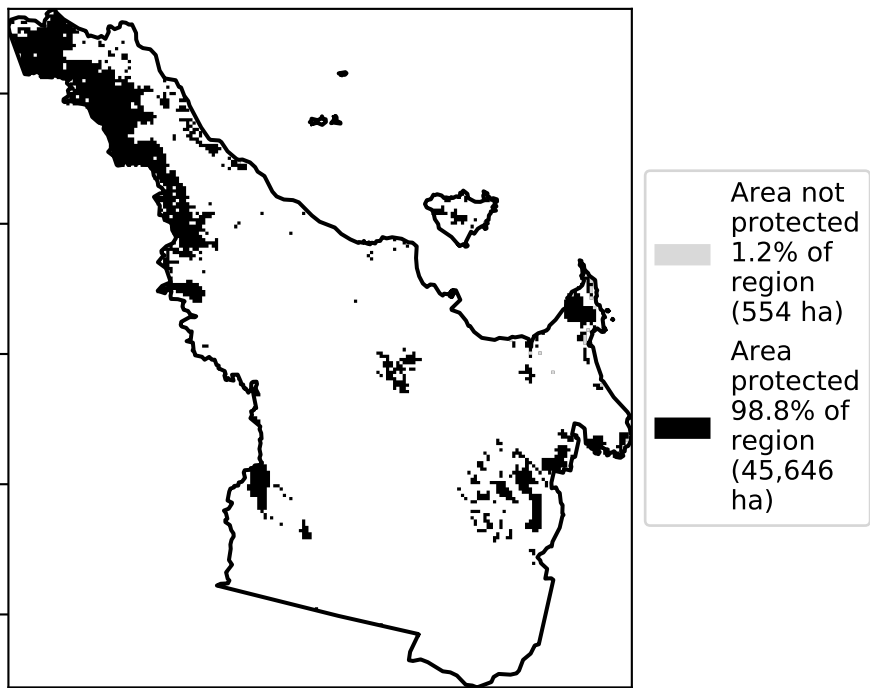 Area not
protected
1.2% of
region
(554 ha)
Area
protected
98.8% of
region
(45,646
ha)